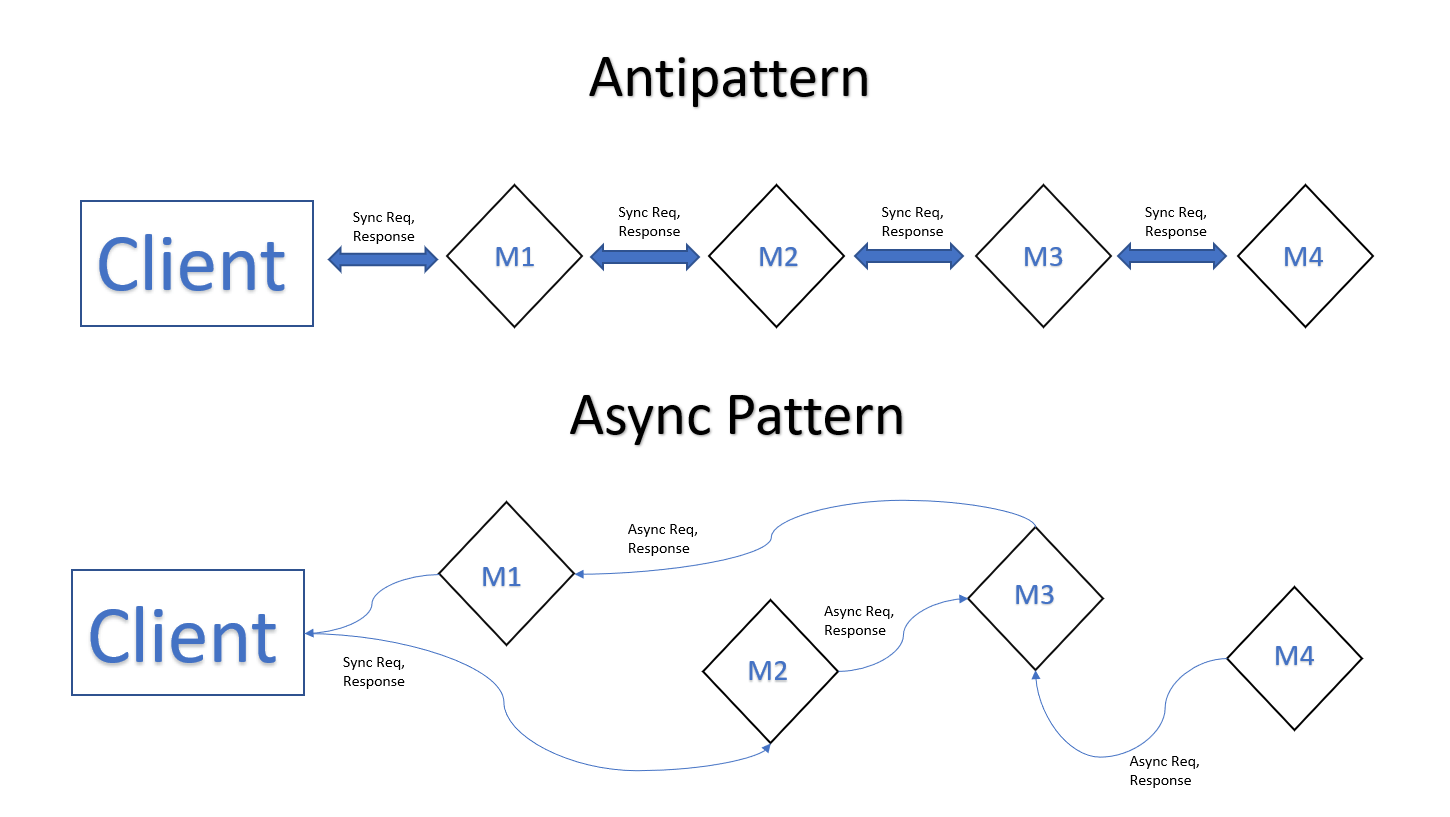 Antipattern
Client
Sync Req,
Response
M1
Sync Req,
Response
M2
Sync Req,
Response
M3
Sync Req,
Response
M4
Async Pattern
Client
Sync Req,
Response
M1
Async Req,
Response
M2
Async Req,
Response
M3
Async Req,
Response
M4